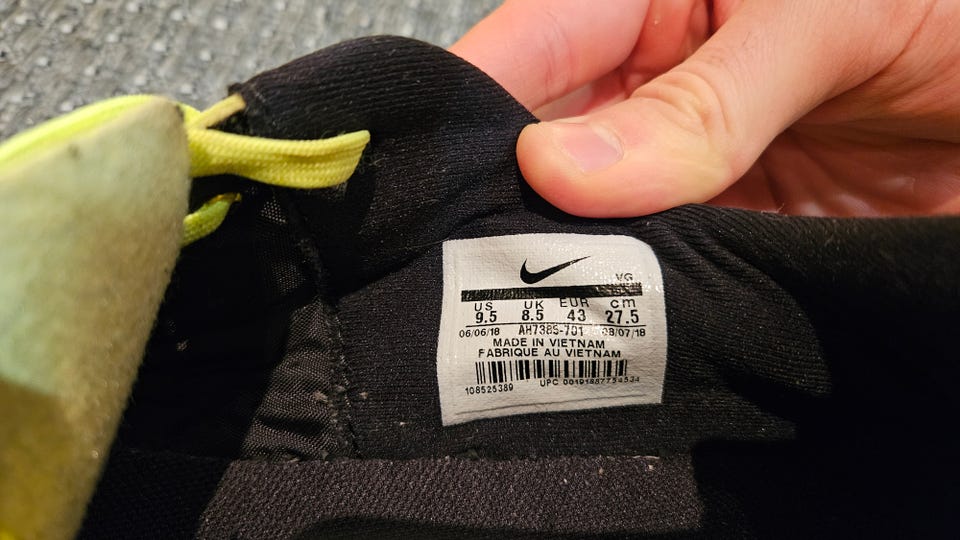 VG
US UK EUR cm
9.5 8.5 43 27.5
06/06/18 AH7385-701 08/07/18
MADE IN VIETNAM
FABRIQUE AU VIETNAM
108525389 UPC 00191887754534